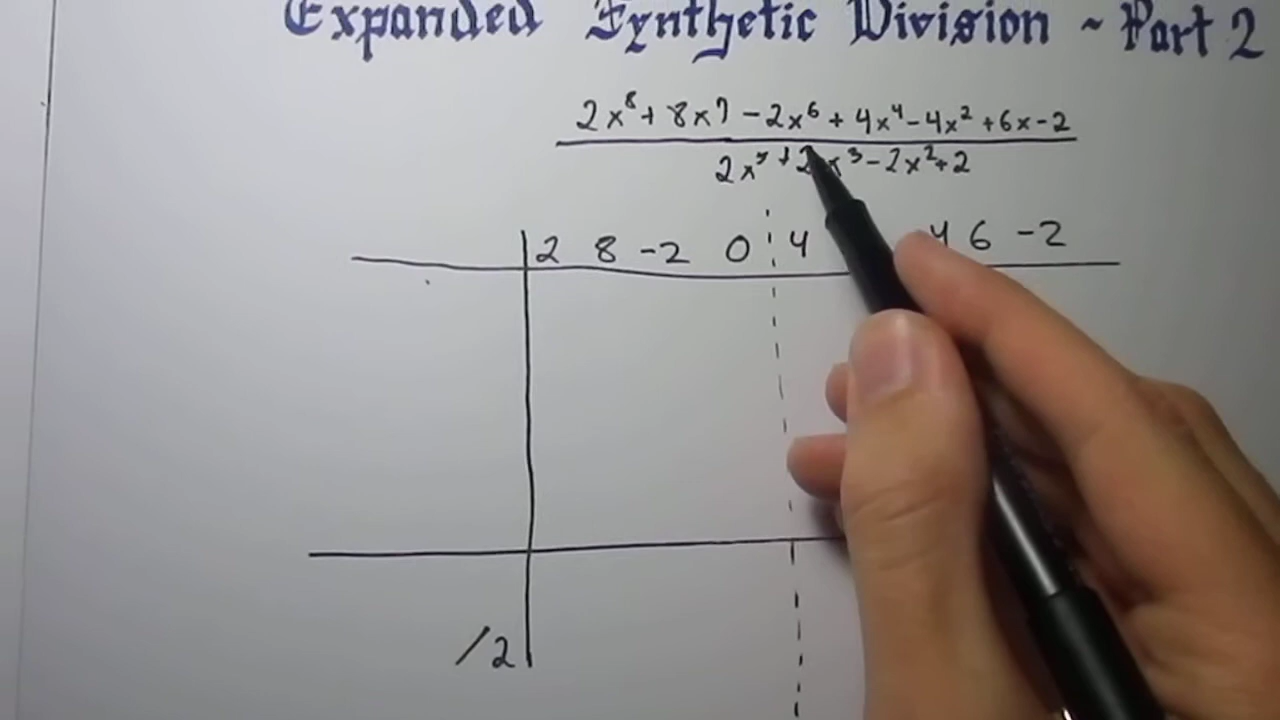 Expanded Synthetic Division ~ Part 2
2x⁸ + 8x⁷ - 2x⁶ + 4x⁴ - 4x² + 6x - 2
2x⁵ + 2x³ - 2x² + 2
2 8 -2 0 4 4 6 -2
/2